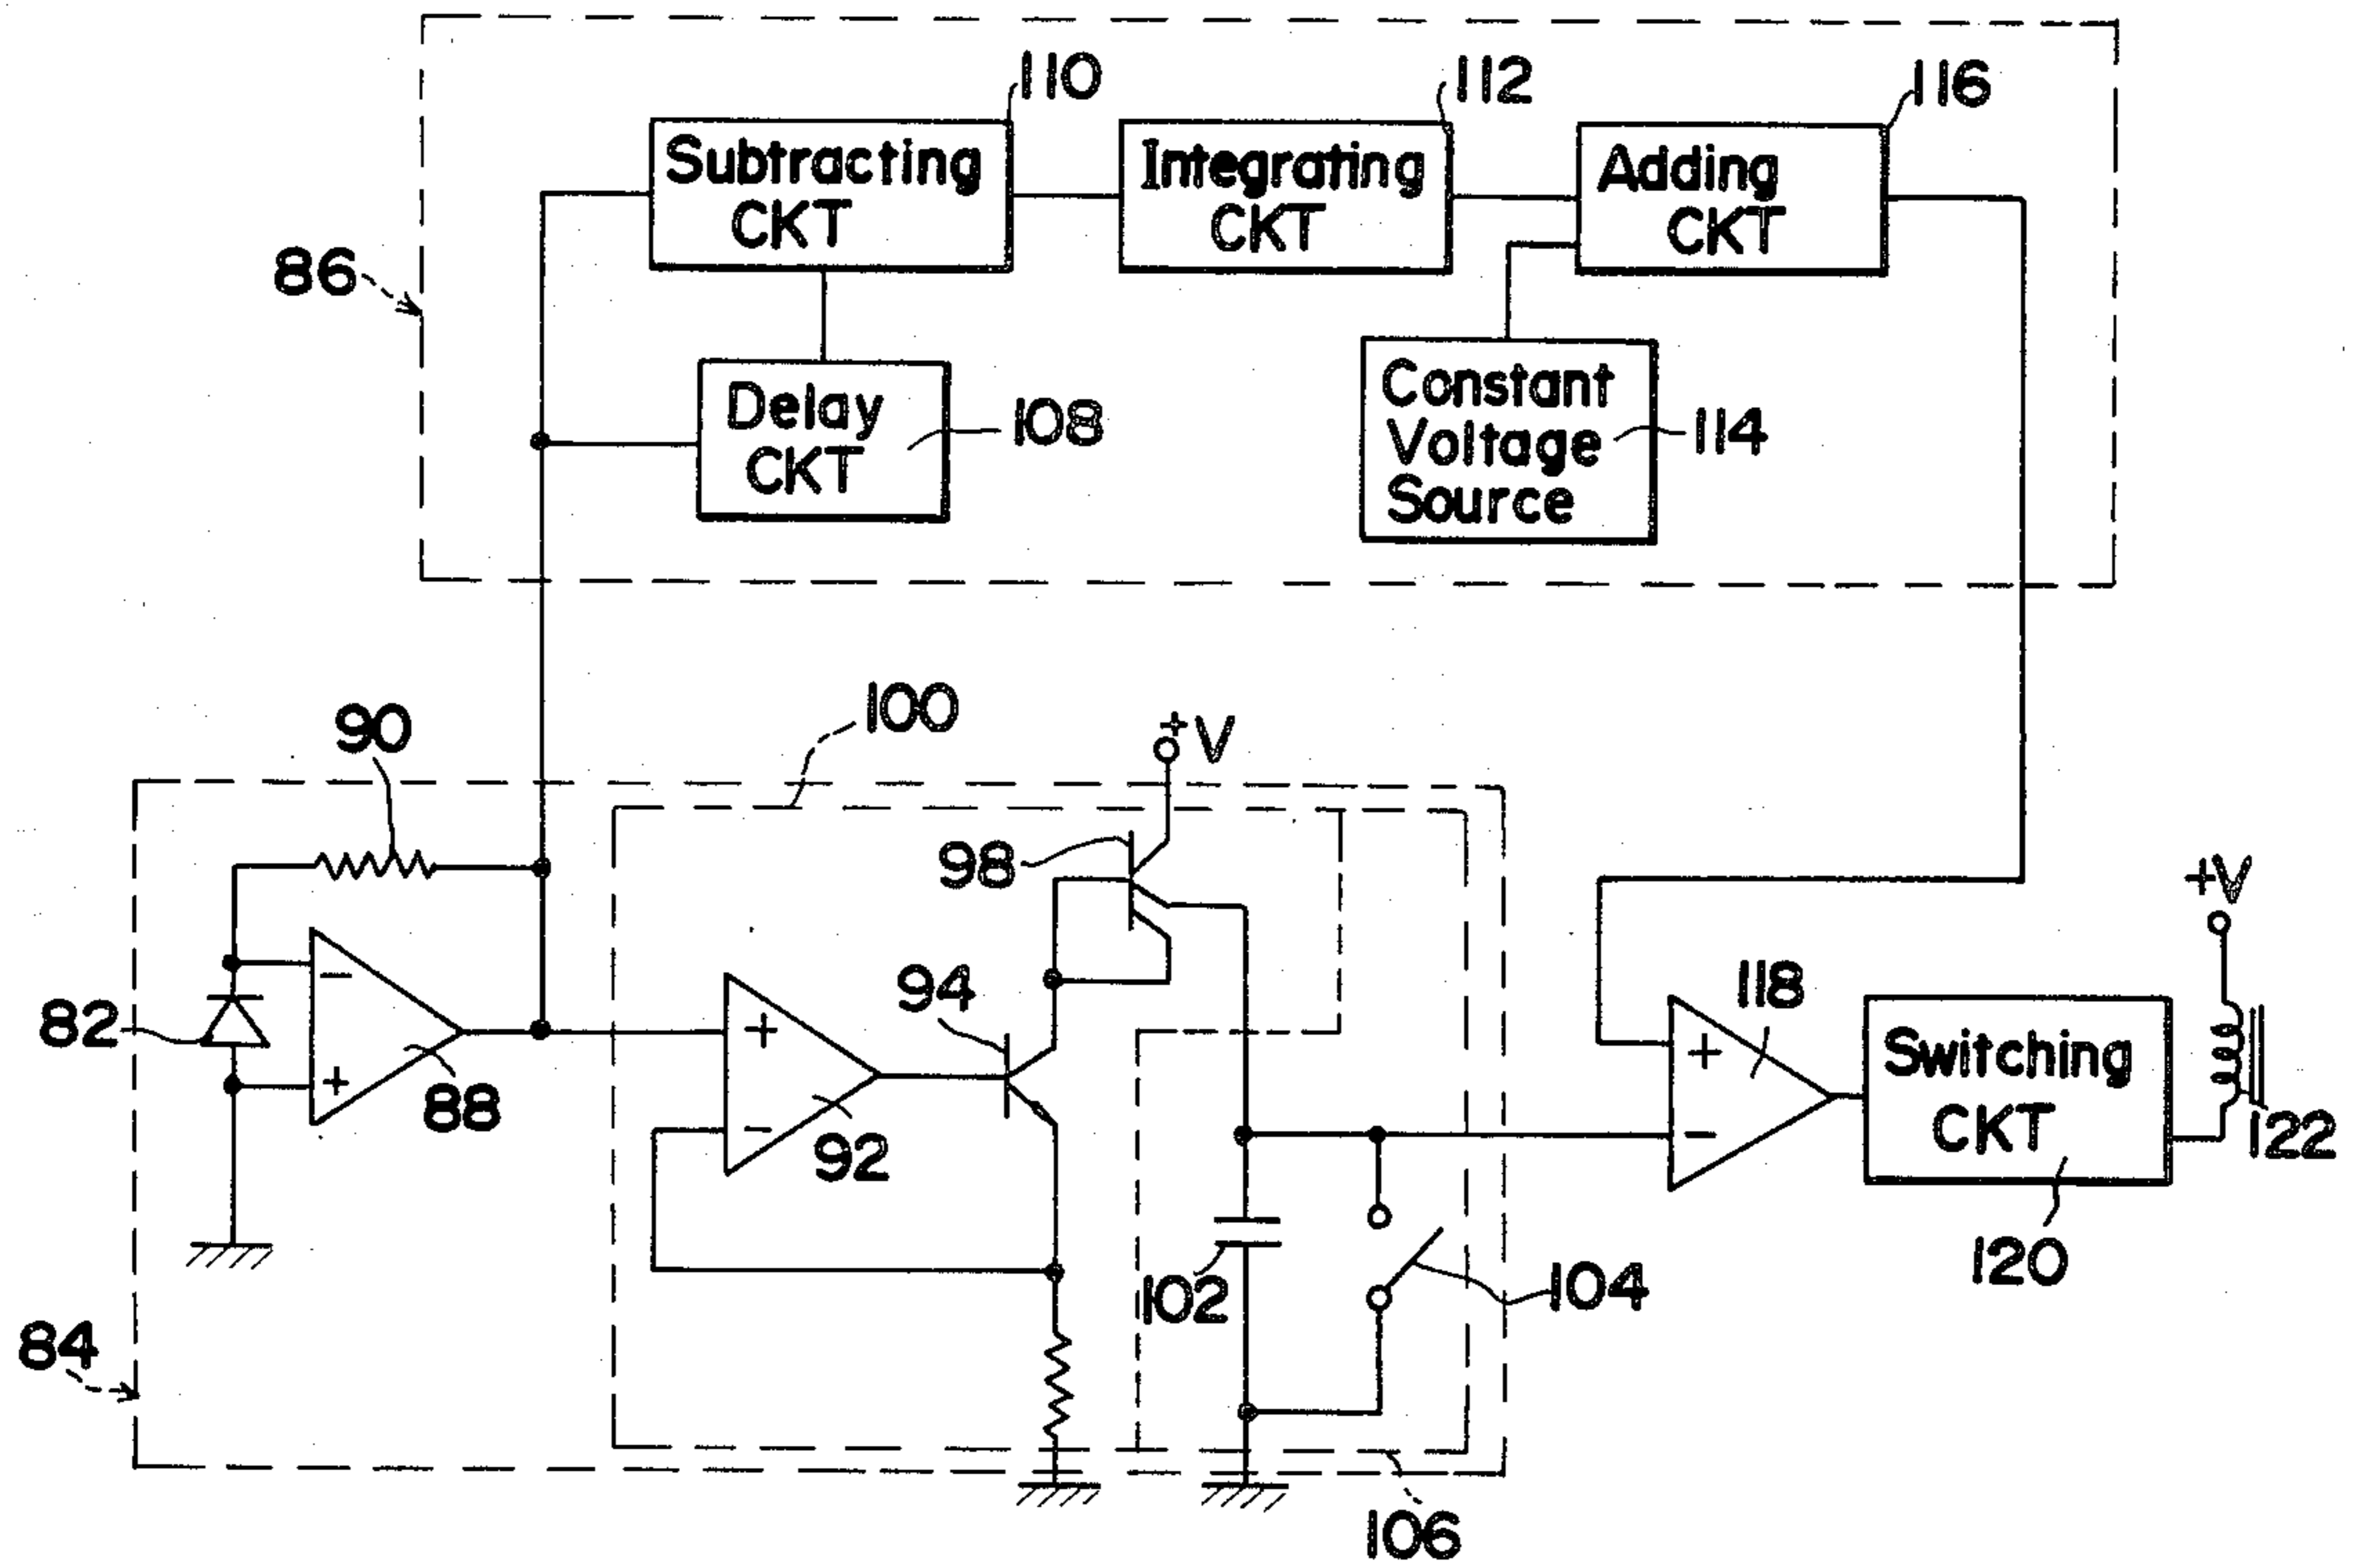 110
112
116
Subtracting
CKT
Integrating
CKT
Adding
CKT
86
Delay
CKT
108
Constant
Voltage
Source
114
100
90
+V
98
+V
94
118
82
−
+
88
+
−
92
+
−
Switching
CKT
122
102
104
120
84
106